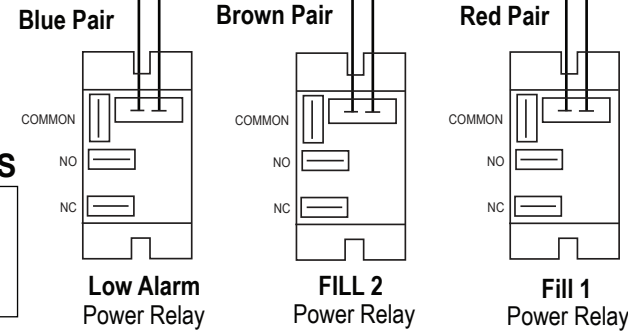 Blue Pair
Brown Pair
Red Pair
COMMON
NO
NC
COMMON
NO
NC
COMMON
NO
NC
S
Low Alarm
Power Relay
FILL 2
Power Relay
Fill 1
Power Relay